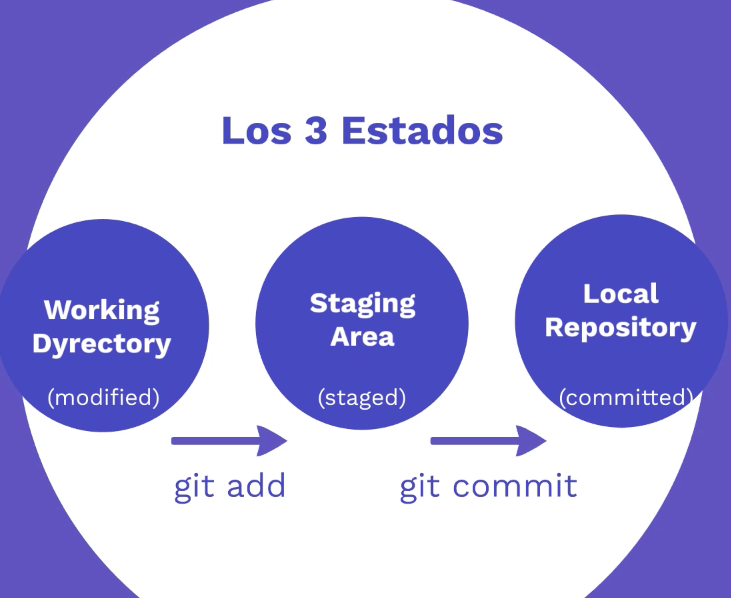 Los 3 Estados
Working
Dyrectory
(modified)
Staging
Area
(staged)
Local
Repository
(committed)
git add
git commit